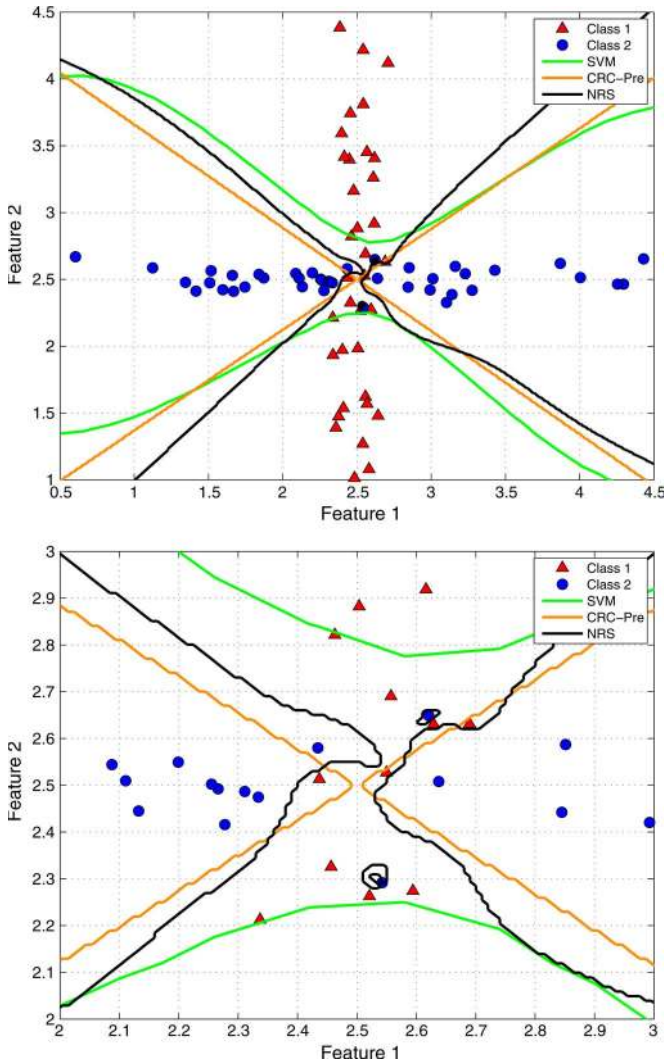 4.5
4
3.5
3
2.5
2
1.5
1
Feature 2
Class 1
Class 2
SVM
CRC-Pre
NRS
0.5 1 1.5 2 2.5 3 3.5 4 4.5
Feature 1
3
2.9
2.8
2.7
2.6
2.5
2.4
2.3
2.2
2.1
2
Feature 2
Class 1
Class 2
SVM
CRC-Pre
NRS
2 2.1 2.2 2.3 2.4 2.5 2.6 2.7 2.8 2.9 3
Feature 1